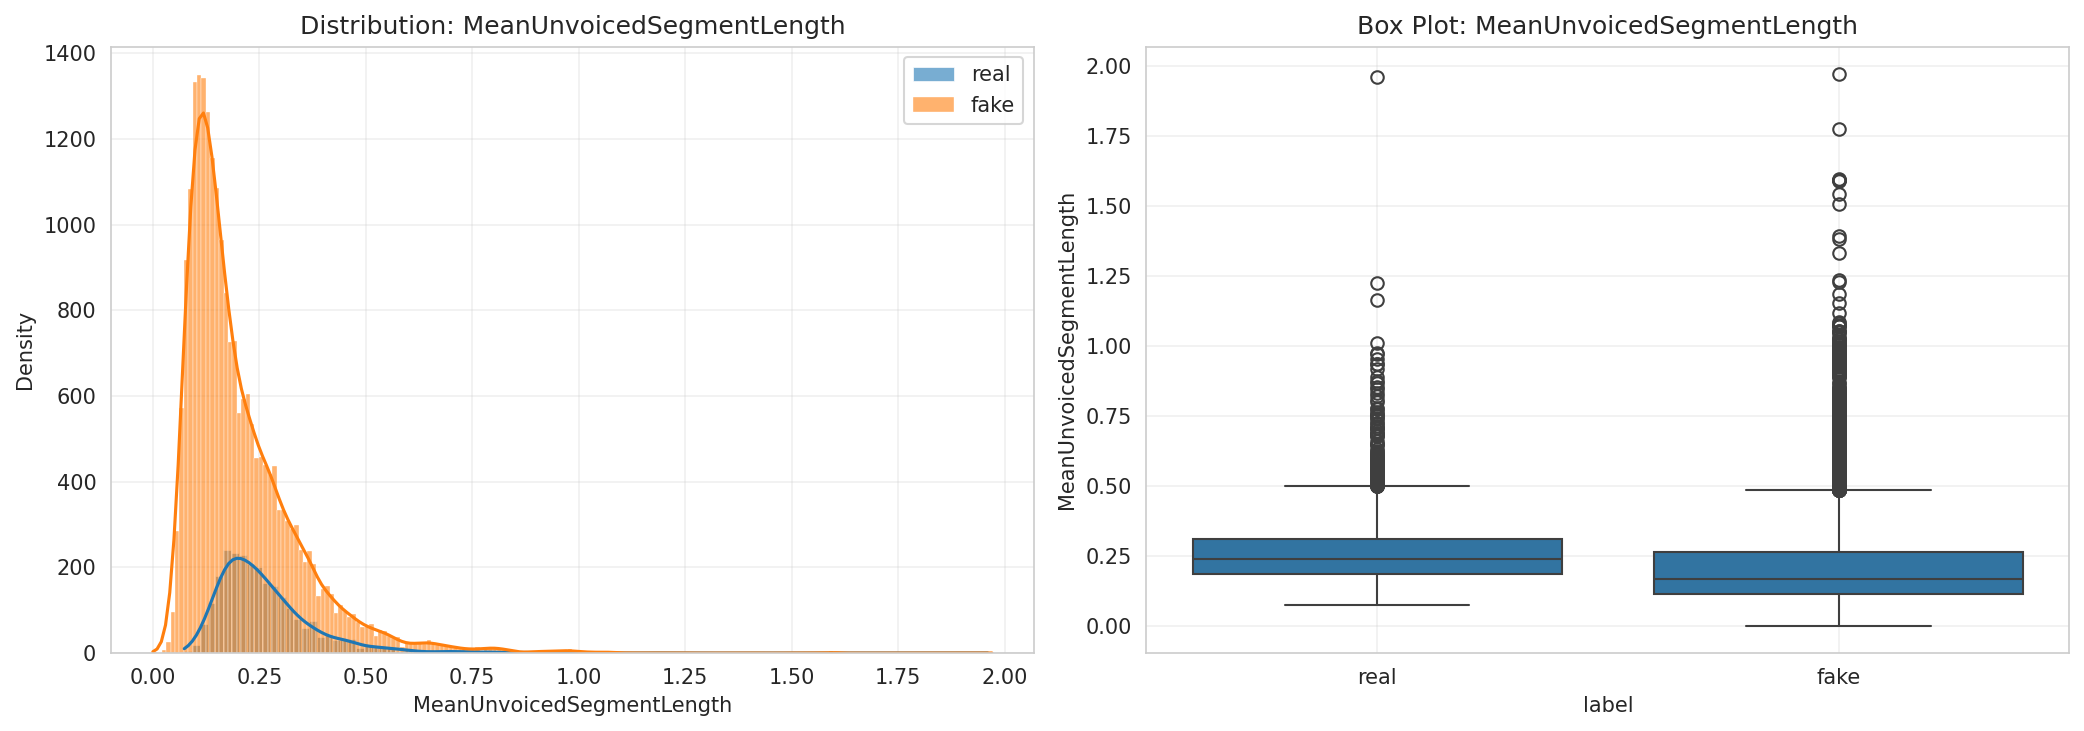 Distribution: MeanUnvoicedSegmentLength
Density
1400
1200
1000
800
600
400
200
0
0.00 0.25 0.50 0.75 1.00 1.25 1.50 1.75 2.00
MeanUnvoicedSegmentLength
real
fake
Box Plot: MeanUnvoicedSegmentLength
MeanUnvoicedSegmentLength
2.00
1.75
1.50
1.25
1.00
0.75
0.50
0.25
0.00
real fake
label